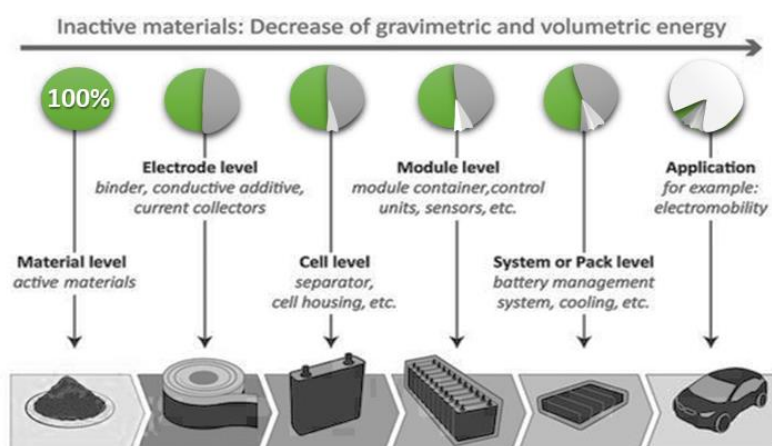 Inactive materials: Decrease of gravimetric and volumetric energy
100%
Electrode level
binder, conductive additive,
current collectors
Module level
module container,control
units, sensors, etc.
Application
for example:
electromobility
Material level
active materials
Cell level
separator,
cell housing, etc.
System or Pack level
battery management
system, cooling, etc.